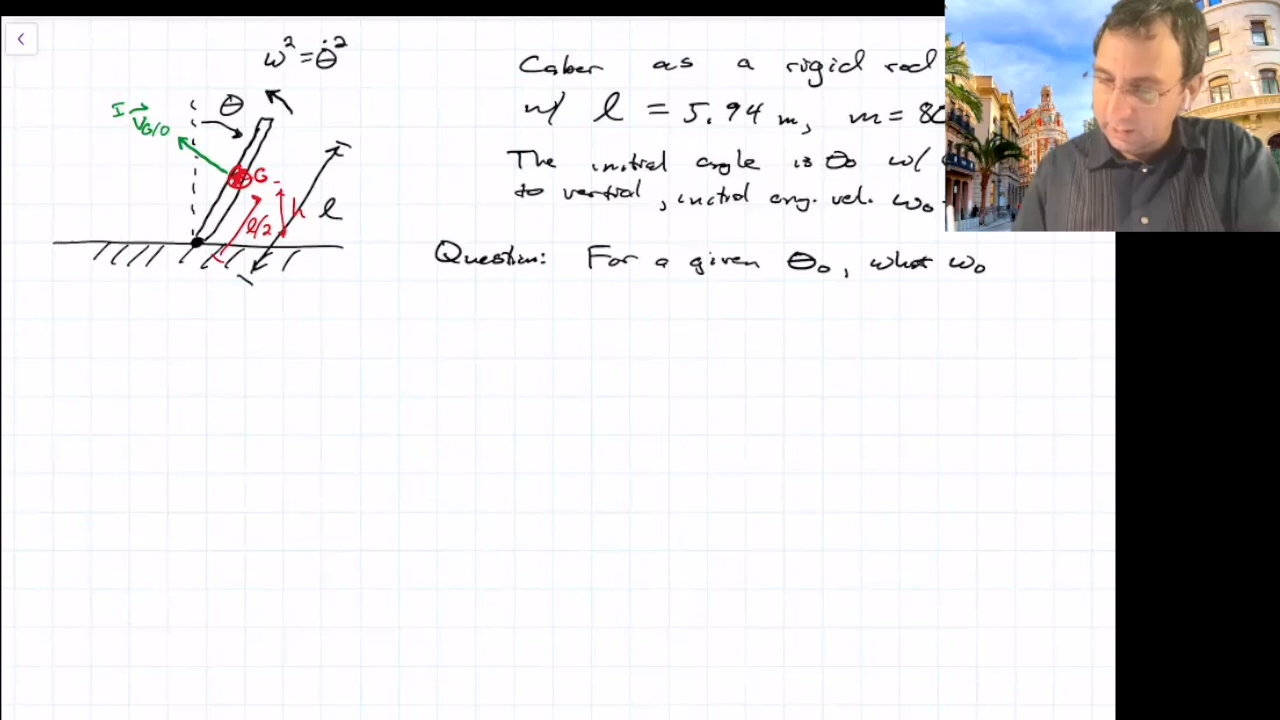 ω² = θ̇²
θ
I v⃗G/O
G
h
l/2
l
Caber as a rigid rod
w/ l = 5.94 m, m = 80
The initial angle is θ₀ w/
to vertical, initial ang. vel. ω₀
Question: For a given θ₀, what ω₀